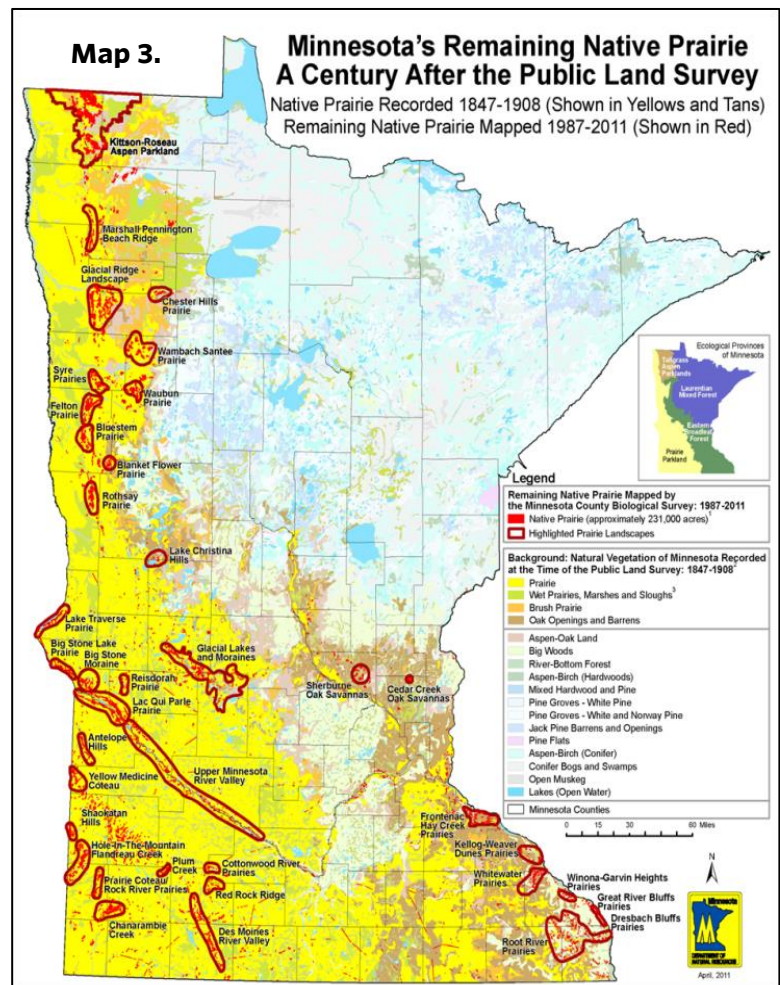 Map 3.
Minnesota's Remaining Native Prairie
A Century After the Public Land Survey
Native Prairie Recorded 1847-1908 (Shown in Yellows and Tans)
Remaining Native Prairie Mapped 1987-2011 (Shown in Red)
Kittson-Roseau
Aspen Parkland
Marshall Pennington
Beach Ridge
Glacial Ridge
Landscape
Chester Hills
Prairie
Wambach Santee
Prairie
Syre
Prairies
Waubun
Prairie
Felton
Prairie
Bluestem
Prairie
Blanket Flower
Prairie
Rothsay
Prairie
Lake Christina
Hills
Lake Traverse
Prairie
Big Stone Lake
Prairie
Big Stone
Moraine
Reisdorph
Prairie
Glacial Lakes
and Moraines
Lac Qui Parle
Prairie
Sherburne
Oak Savannas
Cedar Creek
Oak Savannas
Antelope
Hills
Upper Minnesota
River Valley
Yellow Medicine
Coteau
Shaokatan
Hills
Hole-In-The-Mountain
Flandreau Creek
Plum
Creek
Cottonwood River
Prairies
Prairie Coteau/
Rock River Prairies
Red Rock Ridge
Chanarambie
Creek
Des Moines
River Valley
Frontenac
Hay Creek
Prairies
Kellog-Weaver
Dunes Prairies
Whitewater
Prairies
Winona-Garvin Heights
Prairies
Great River Bluffs
Prairies
Dresbach Bluffs
Prairies
Root River
Prairies
Ecological Provinces
of Minnesota
Tallgrass
Aspen
Parklands
Laurentian
Mixed Forest
Eastern
Broadleaf
Forest
Prairie
Parkland
Legend
Remaining Native Prairie Mapped by
the Minnesota County Biological Survey: 1987-2011
Native Prairie (approximately 231,000 acres)¹
Highlighted Prairie Landscapes
Background: Natural Vegetation of Minnesota Recorded
at the Time of the Public Land Survey: 1847-1908²
Prairie
Wet Prairies, Marshes and Sloughs³
Brush Prairie
Oak Openings and Barrens
Aspen-Oak Land
Big Woods
River-Bottom Forest
Aspen-Birch (Hardwoods)
Mixed Hardwood and Pine
Pine Groves - White Pine
Pine Groves - White and Norway Pine
Jack Pine Barrens and Openings
Pine Flats
Aspen-Birch (Conifer)
Conifer Bogs and Swamps
Open Muskeg
Lakes (Open Water)
Minnesota Counties
0 15 30 60 Miles
N
Minnesota
DEPARTMENT OF
NATURAL RESOURCES
April, 2011